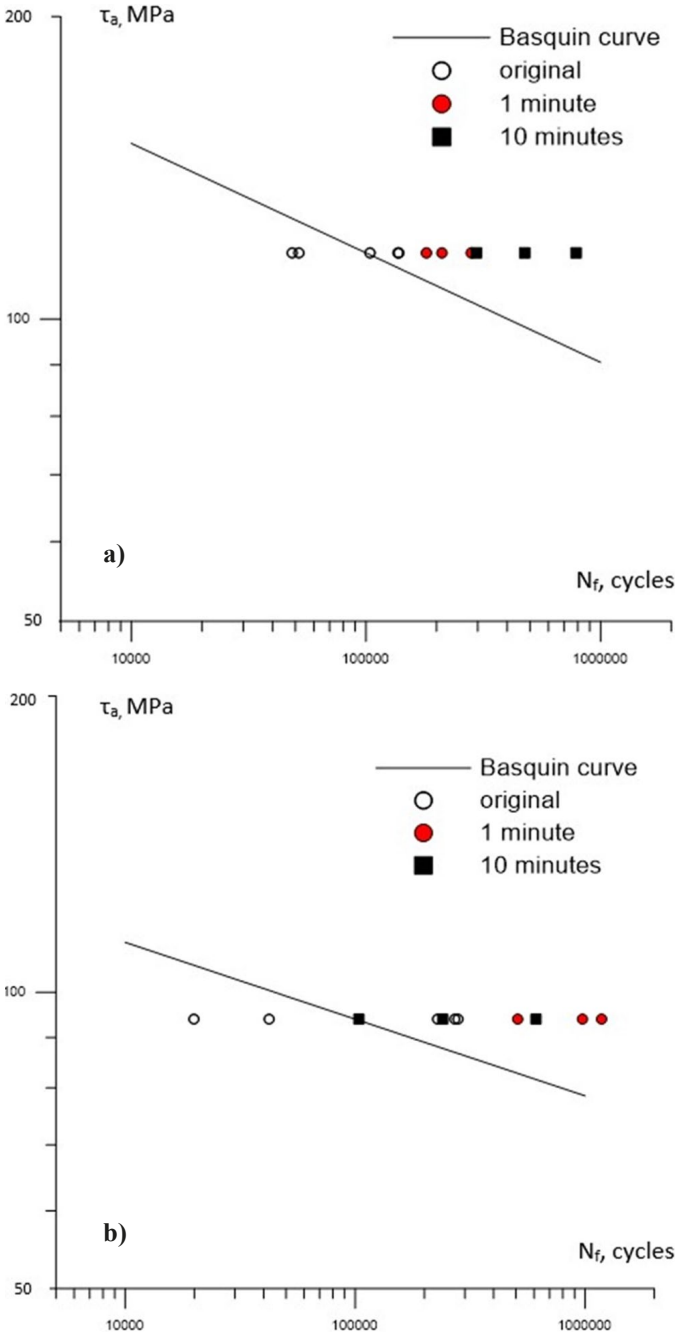 τa, MPa
200
Basquin curve
original
1 minute
10 minutes
100
a)
Nf, cycles
50
10000
100000
1000000
τa, MPa
200
Basquin curve
original
1 minute
10 minutes
100
b)
Nf, cycles
50
10000
100000
1000000